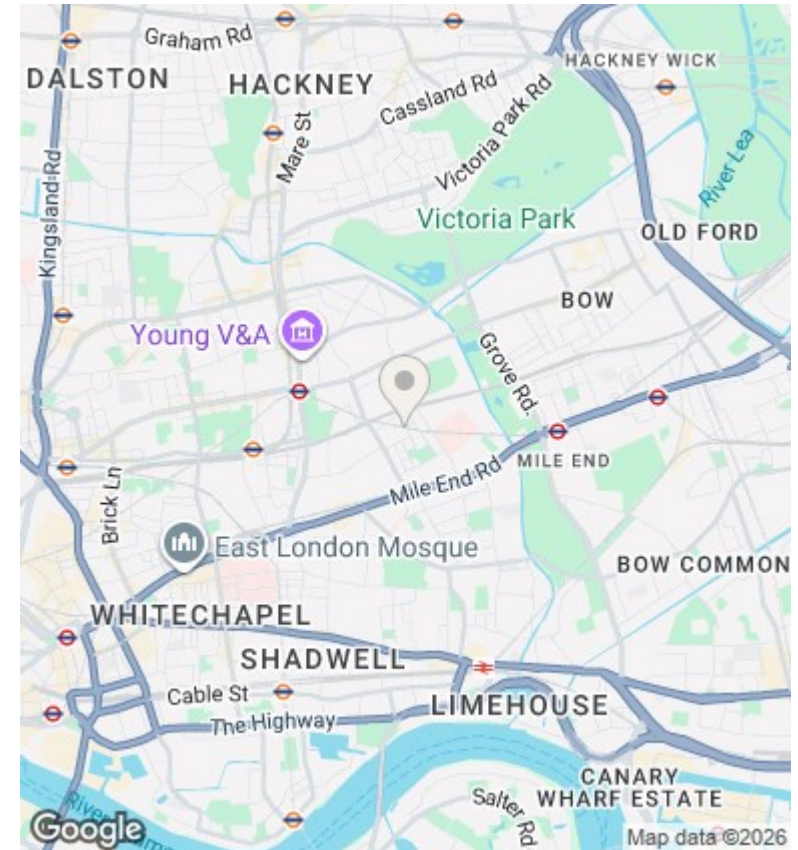 Graham Rd
DALSTON
HACKNEY
HACKNEY WICK
Cassland Rd
Mare St
Victoria Park Rd
River Lea
Kingsland Rd
Victoria Park
OLD FORD
BOW
Young V&A
Grove Rd.
MILE END
Mile End Rd
Brick Ln
East London Mosque
BOW COMMON
WHITECHAPEL
SHADWELL
Cable St
The Highway
LIMEHOUSE
CANARY
WHARF ESTATE
Salter Rd
River
Google
Map data ©2026